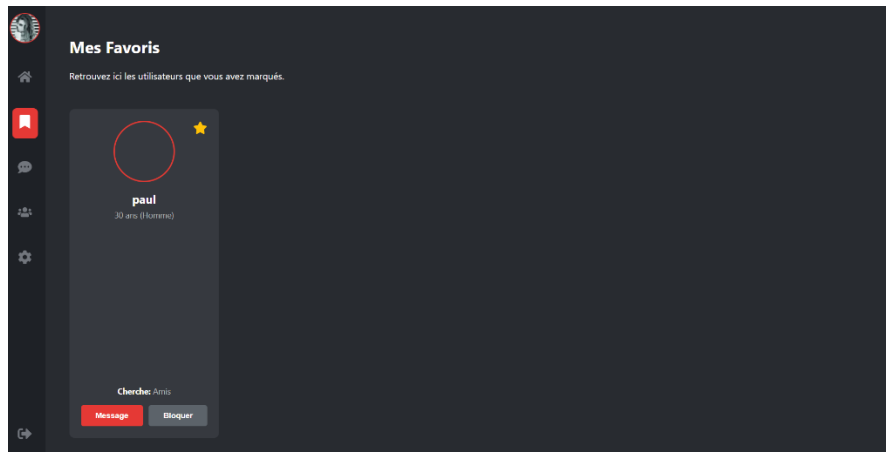 Mes Favoris
Retrouvez ici les utilisateurs que vous avez marqués.
paul
30 ans (Homme)
Cherche: Amis
Message
Bloquer